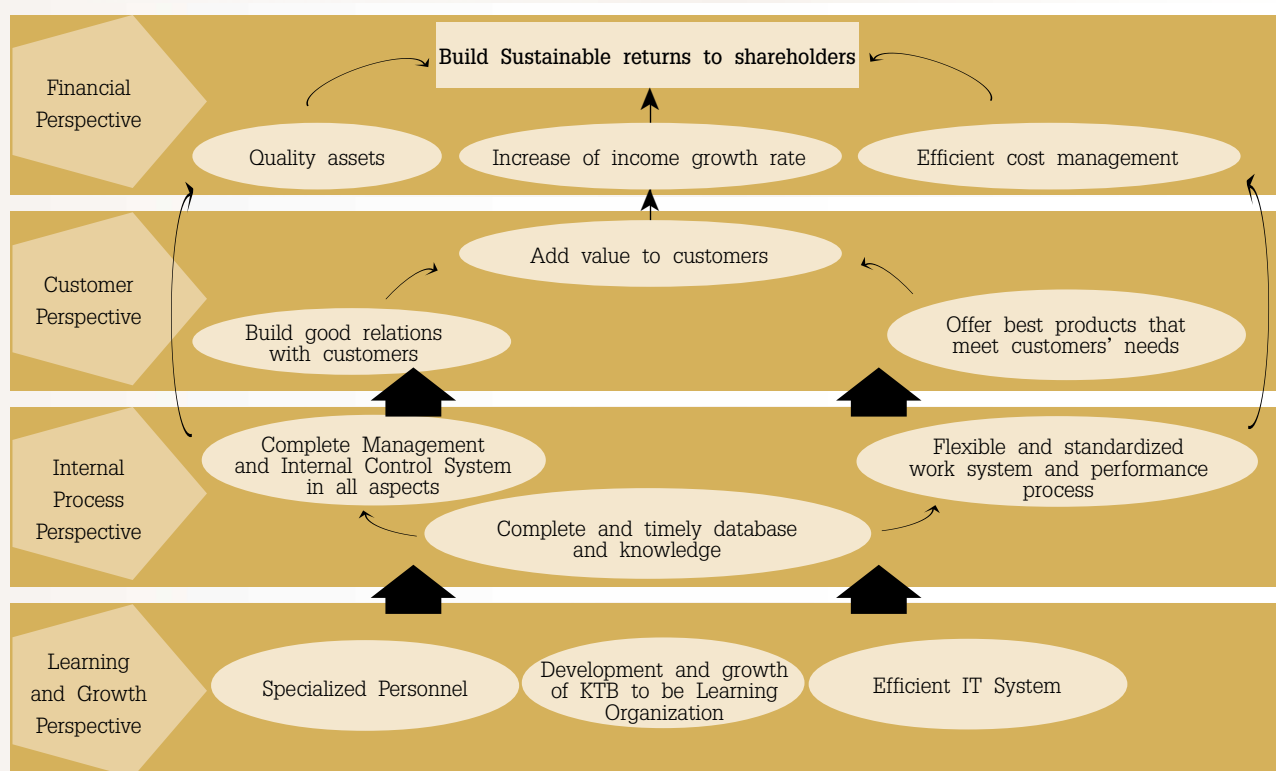 Build Sustainable returns to shareholders
Financial
Perspective
Quality assets
Increase of income growth rate
Efficient cost management
Customer
Perspective
Add value to customers
Build good relations
with customers
Offer best products that
meet customers’ needs
Internal
Process
Perspective
Complete Management
and Internal Control System
in all aspects
Flexible and standardized
work system and performance
process
Complete and timely database
and knowledge
Learning
and Growth
Perspective
Specialized Personnel
Development and growth
of KTB to be Learning
Organization
Efficient IT System